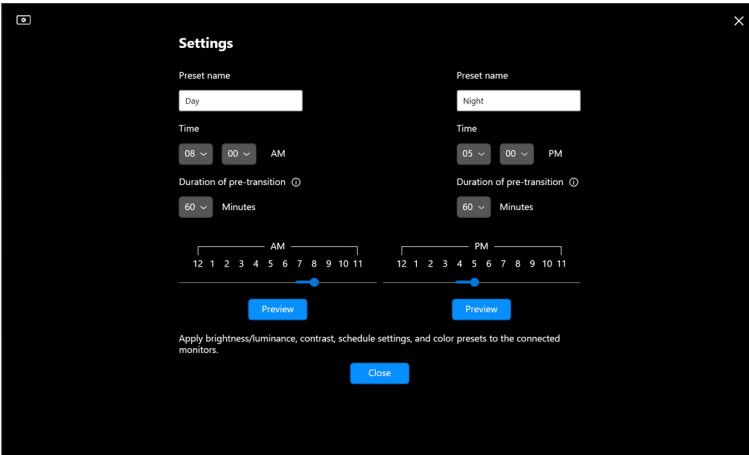 Settings
Preset name
Day
Time
08 00 AM
Duration of pre-transition
60 Minutes
Preset name
Night
Time
05 00 PM
Duration of pre-transition
60 Minutes
AM
12 1 2 3 4 5 6 7 8 9 10 11
Preview
PM
12 1 2 3 4 5 6 7 8 9 10 11
Preview
Apply brightness/luminance, contrast, schedule settings, and color presets to the connected
monitors.
Close